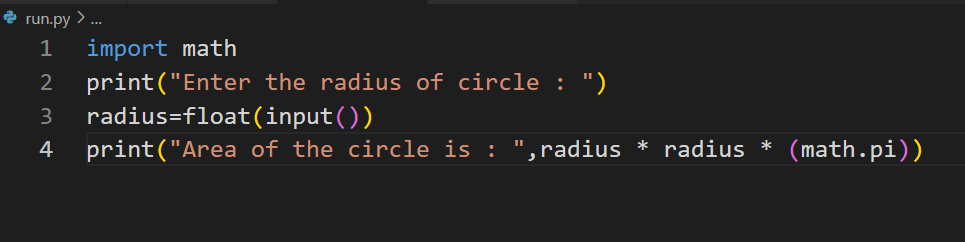 run.py > ...
1 import math
2 print("Enter the radius of circle : ")
3 radius=float(input())
4 print("Area of the circle is : ",radius * radius * (math.pi))